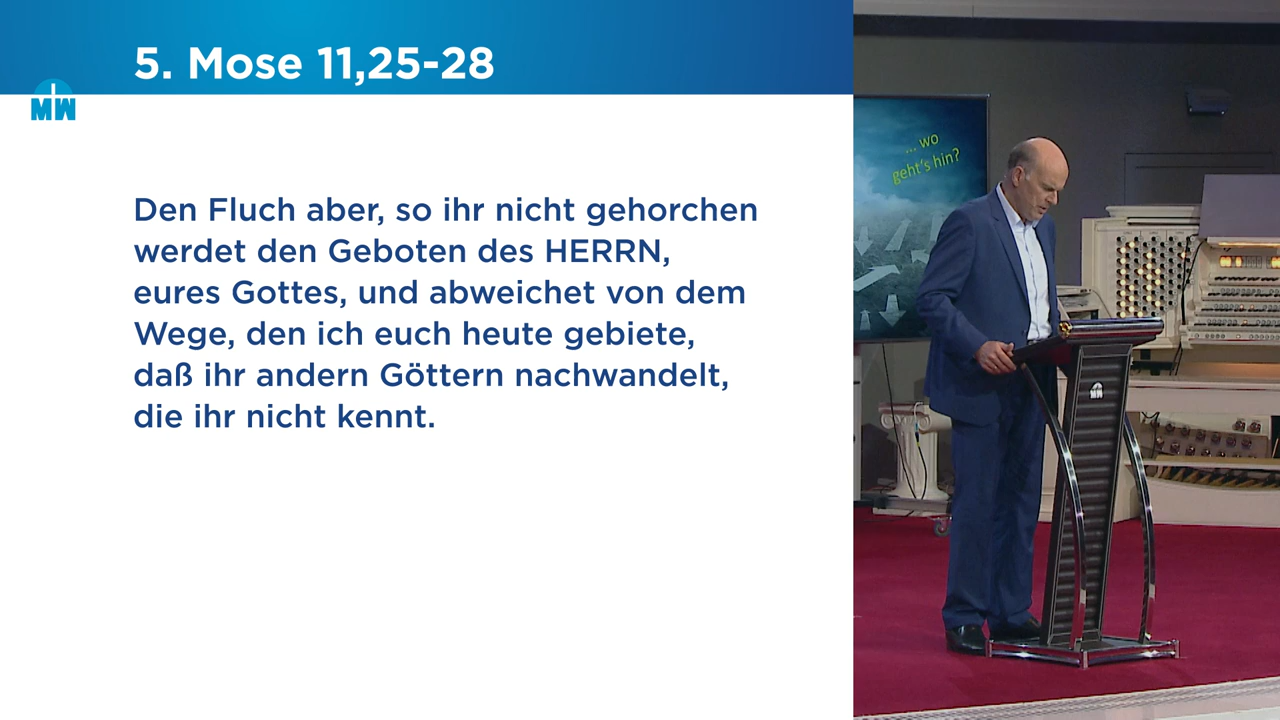 5. Mose 11,25-28
MW
Den Fluch aber, so ihr nicht gehorchen
werdet den Geboten des HERRN,
eures Gottes, und abweichet von dem
Wege, den ich euch heute gebiete,
daß ihr andern Göttern nachwandelt,
die ihr nicht kennt.
... wo
geht's hin?
MW